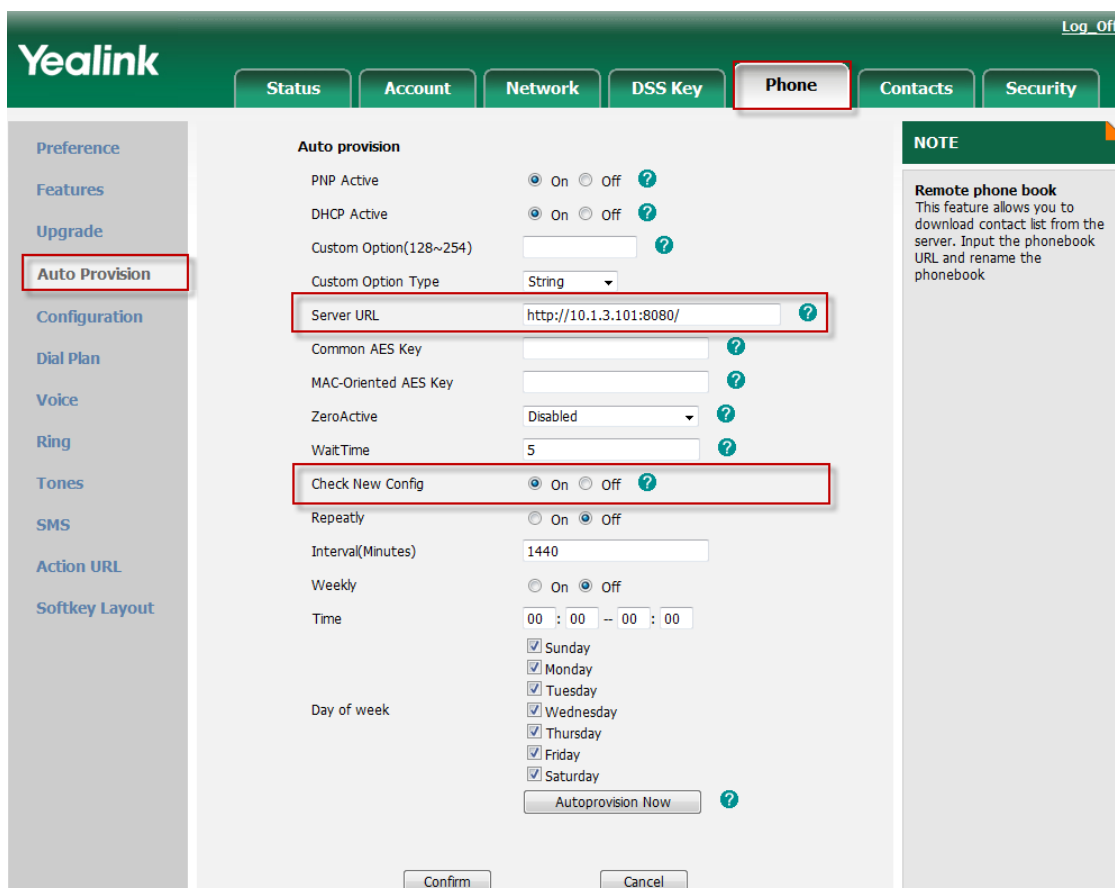 Log_Off
Yealink
Status Account Network DSS Key Phone Contacts Security
Preference
Features
Upgrade
Auto Provision
Configuration
Dial Plan
Voice
Ring
Tones
SMS
Action URL
Softkey Layout
Auto provision
PNP Active On Off ?
DHCP Active On Off ?
Custom Option(128~254) ?
Custom Option Type String
Server URL http://10.1.3.101:8080/ ?
Common AES Key ?
MAC-Oriented AES Key ?
ZeroActive Disabled ?
WaitTime 5 ?
Check New Config On Off ?
Repeatly On Off
Interval(Minutes) 1440
Weekly On Off
Time 00 : 00 -- 00 : 00
Day of week
Sunday
Monday
Tuesday
Wednesday
Thursday
Friday
Saturday
Autoprovision Now ?
Confirm Cancel
NOTE
Remote phone book
This feature allows you to
download contact list from the
server. Input the phonebook
URL and rename the
phonebook